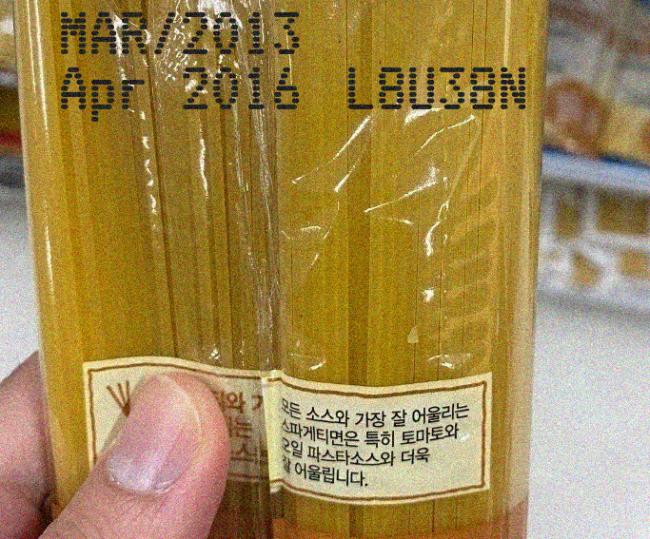 MAR/2013
Apr 2016 L8U38N
모든 소스와 가장 잘 어울리는
스파게티면은 특히 토마토와
오일 파스타소스와 더욱
잘 어울립니다.